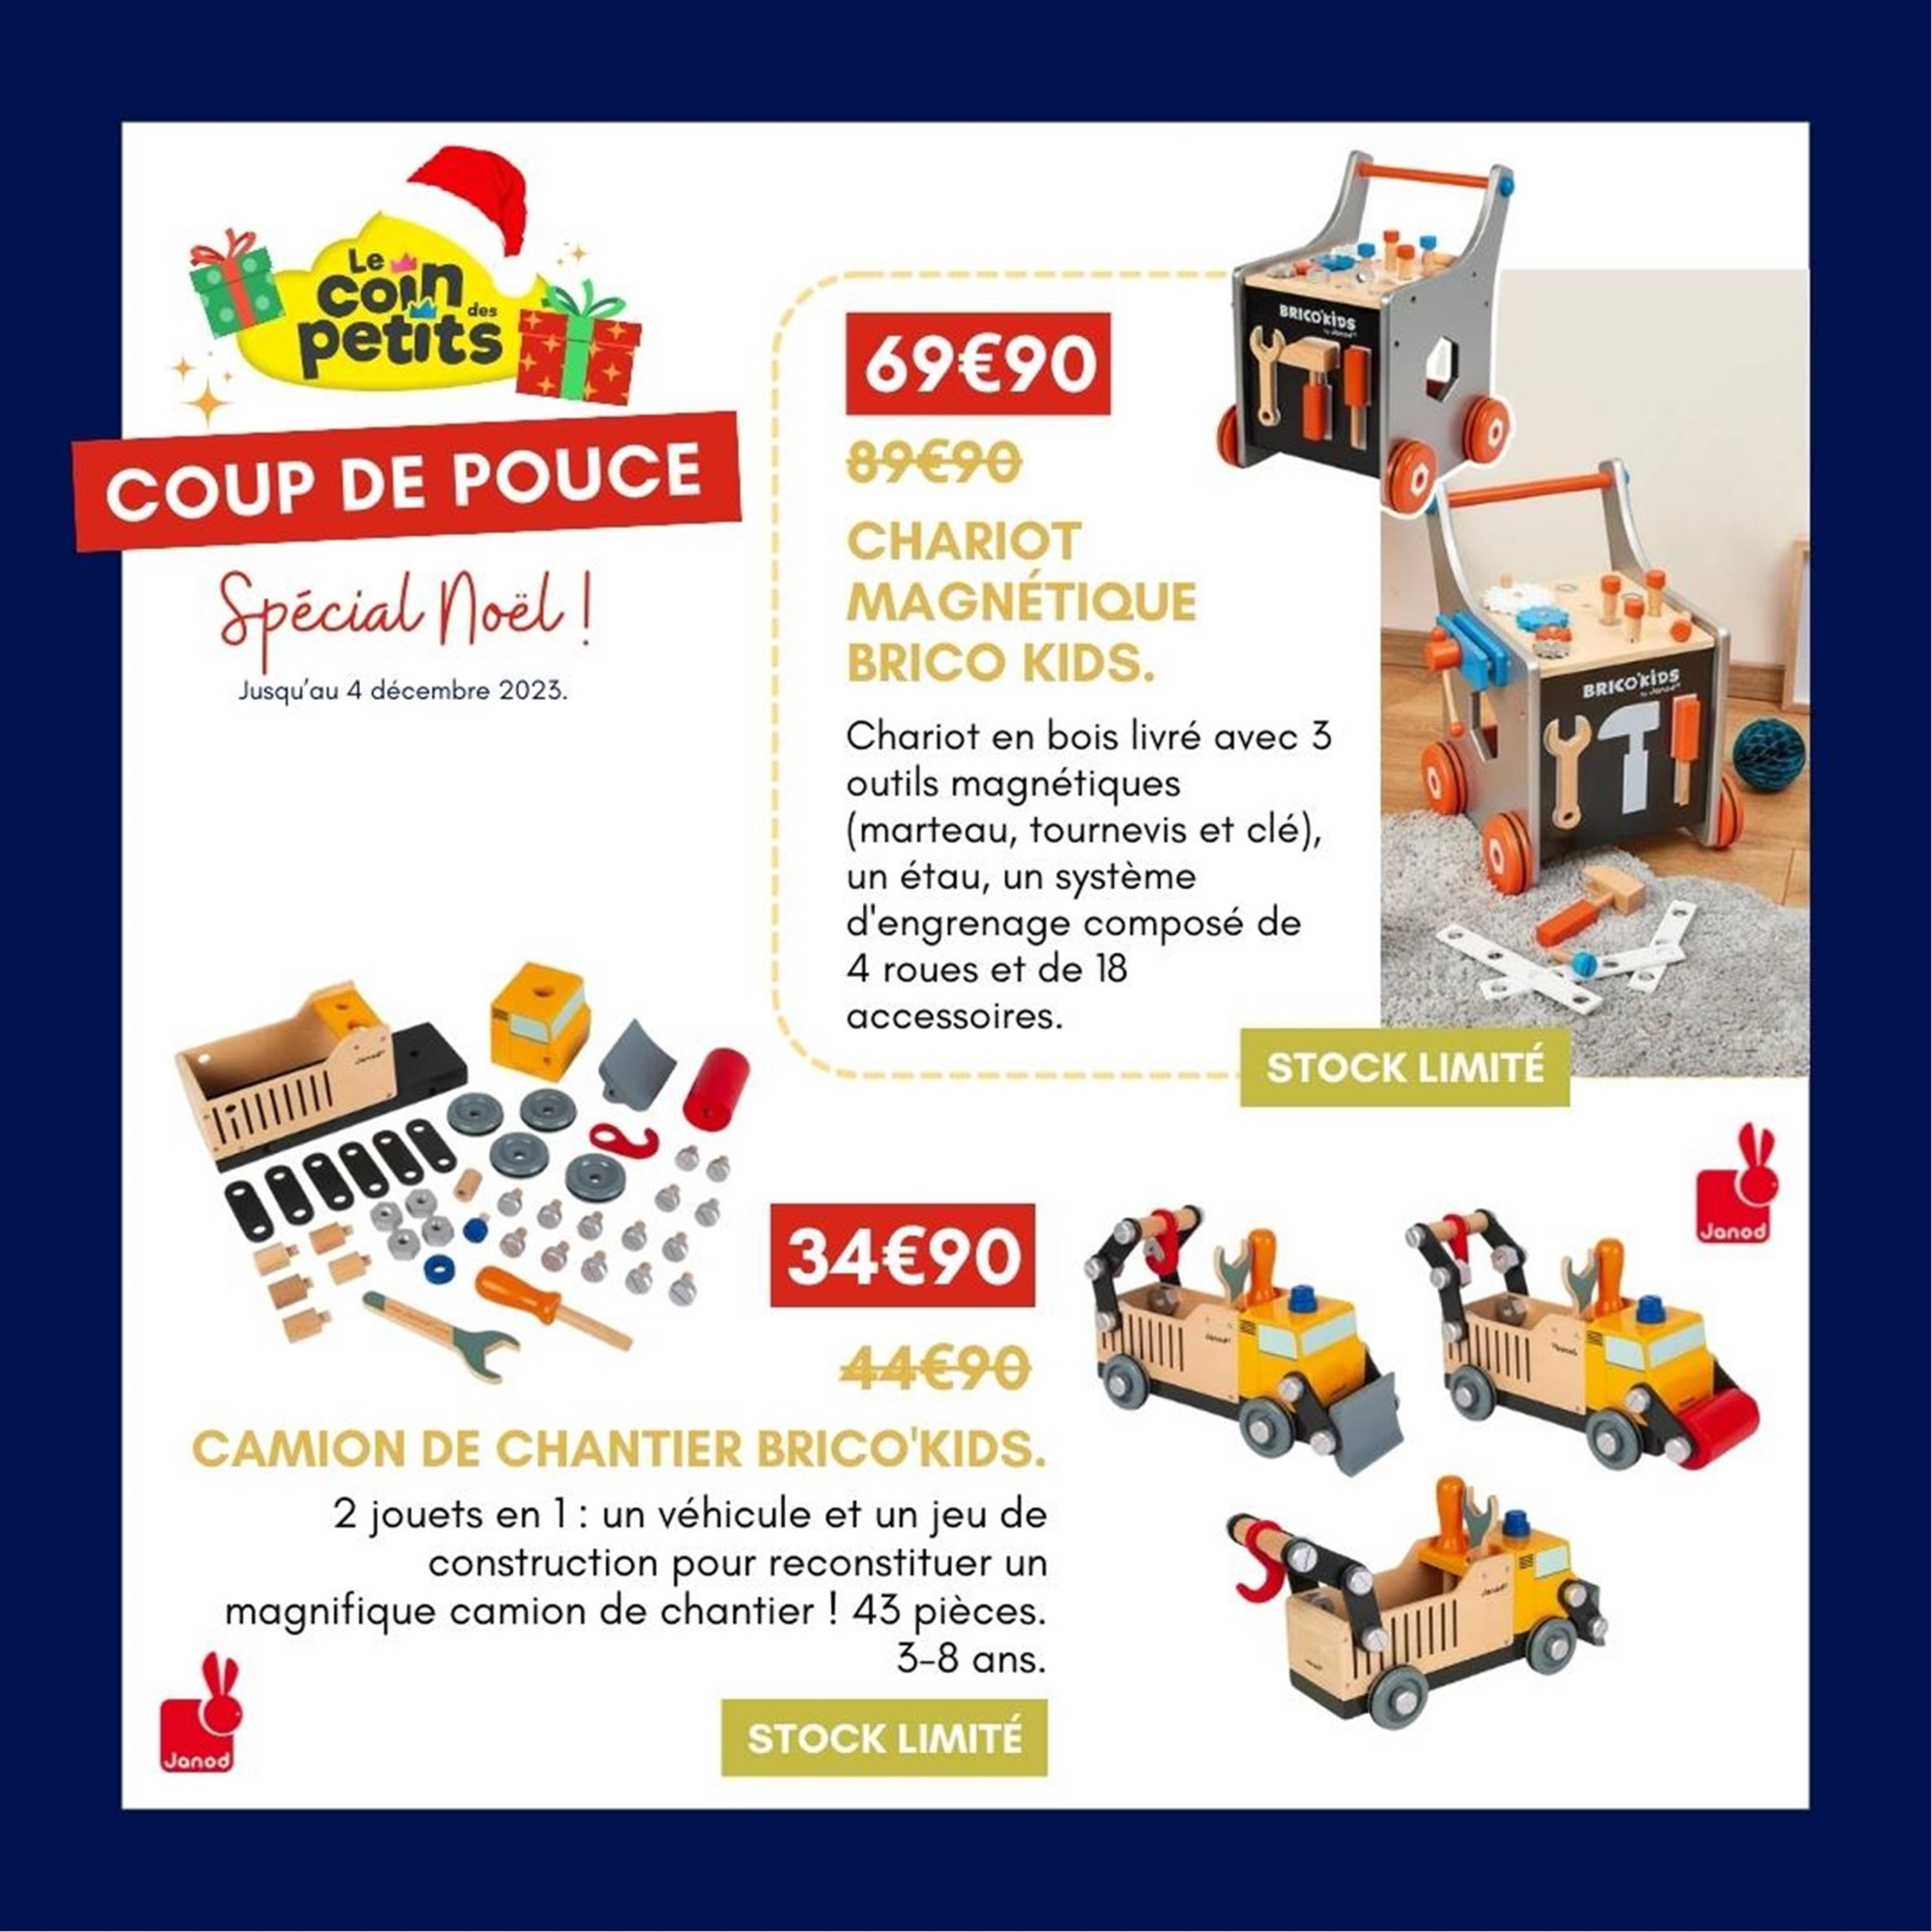 Le
coin
des
petits
COUP DE POUCE
Spécial Noël !
Jusqu'au 4 décembre 2023.
69€90
89€90
CHARIOT
MAGNÉTIQUE
BRICO KIDS.
Chariot en bois livré avec 3
outils magnétiques
(marteau, tournevis et clé),
un étau, un système
d'engrenage composé de
4 roues et de 18
accessoires.
STOCK LIMITÉ
BRICO'KIDS
by Janod
BRICO'KIDS
by Janod
Janod
34€90
44€90
CAMION DE CHANTIER BRICO'KIDS.
2 jouets en 1 : un véhicule et un jeu de
construction pour reconstituer un
magnifique camion de chantier ! 43 pièces.
3-8 ans.
STOCK LIMITÉ
Janod